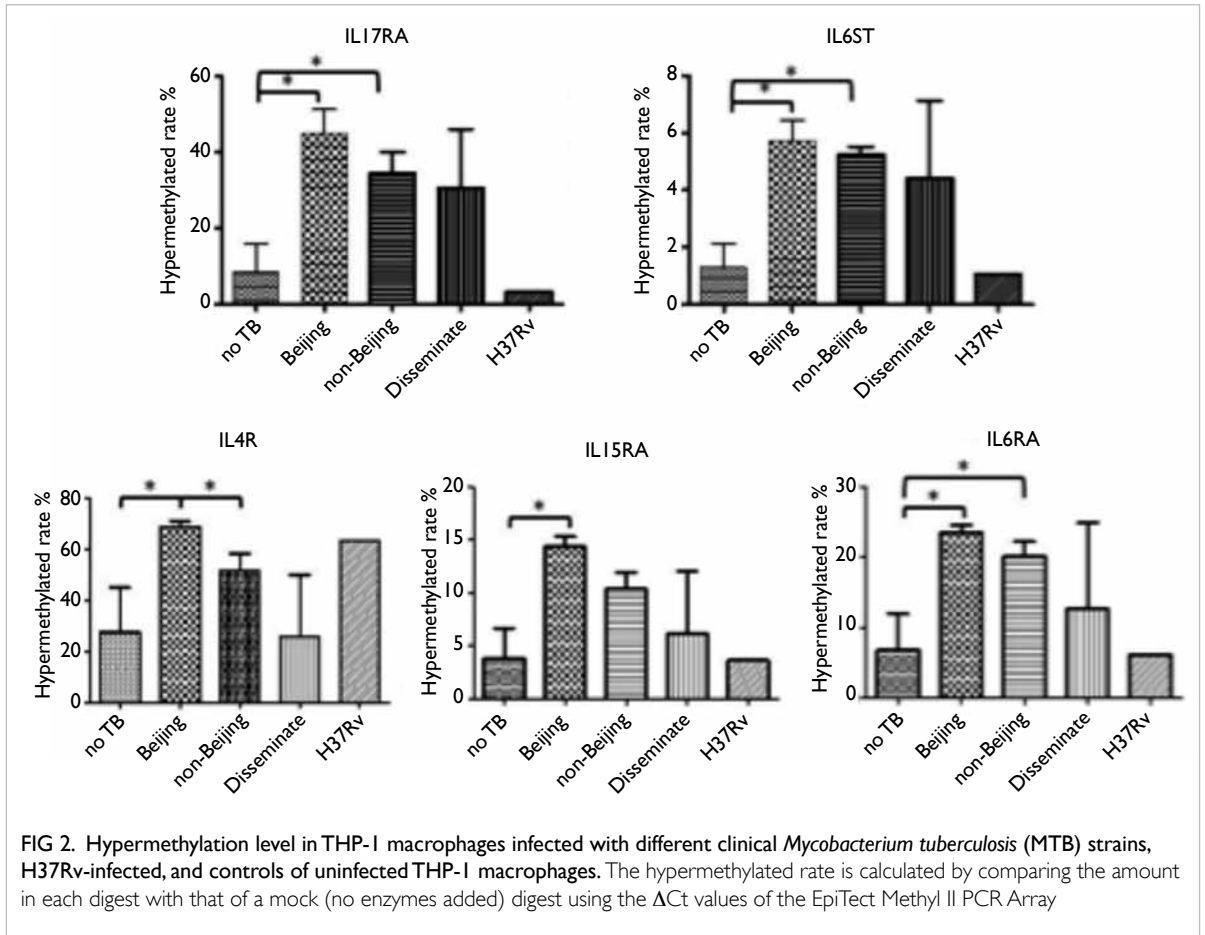 IL17RA
*
*
Hypermethylated rate %
60
40
20
0
no TB
Beijing
non-Beijing
Disseminate
H37Rv
IL6ST
*
*
Hypermethylated rate %
8
6
4
2
0
no TB
Beijing
non-Beijing
Disseminate
H37Rv
IL4R
* *
Hypermethylated rate %
80
60
40
20
0
no TB
Beijing
non-Beijing
Disseminate
H37Rv
IL15RA
*
Hypermethylated rate %
20
15
10
5
0
no TB
Beijing
non-Beijing
Disseminate
H37Rv
IL6RA
*
*
Hypermethylated rate %
30
20
10
0
no TB
Beijing
non-Beijing
Disseminate
H37Rv
FIG 2. Hypermethylation level in THP-1 macrophages infected with different clinical Mycobacterium tuberculosis (MTB) strains,
H37Rv-infected, and controls of uninfected THP-1 macrophages. The hypermethylated rate is calculated by comparing the amount
in each digest with that of a mock (no enzymes added) digest using the ΔCt values of the EpiTect Methyl II PCR Array